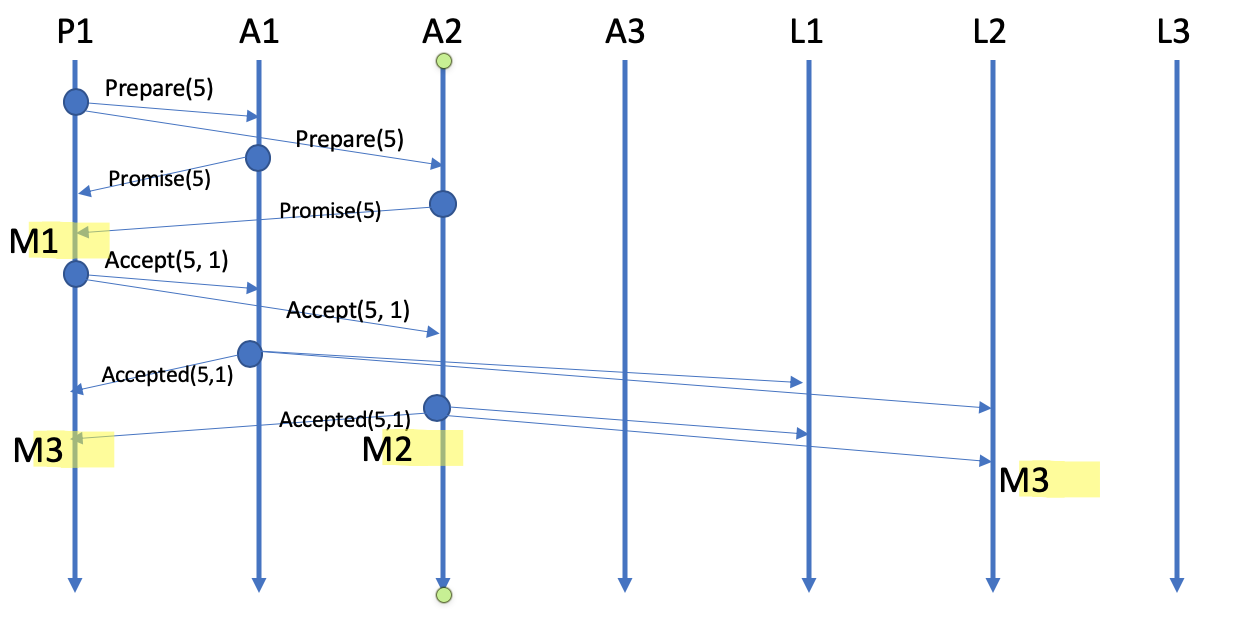 P1 A1 A2 A3 L1 L2 L3
Prepare(5)
Prepare(5)
Promise(5)
Promise(5)
M1
Accept(5, 1)
Accept(5, 1)
Accepted(5,1)
Accepted(5,1)
M3
M2
M3